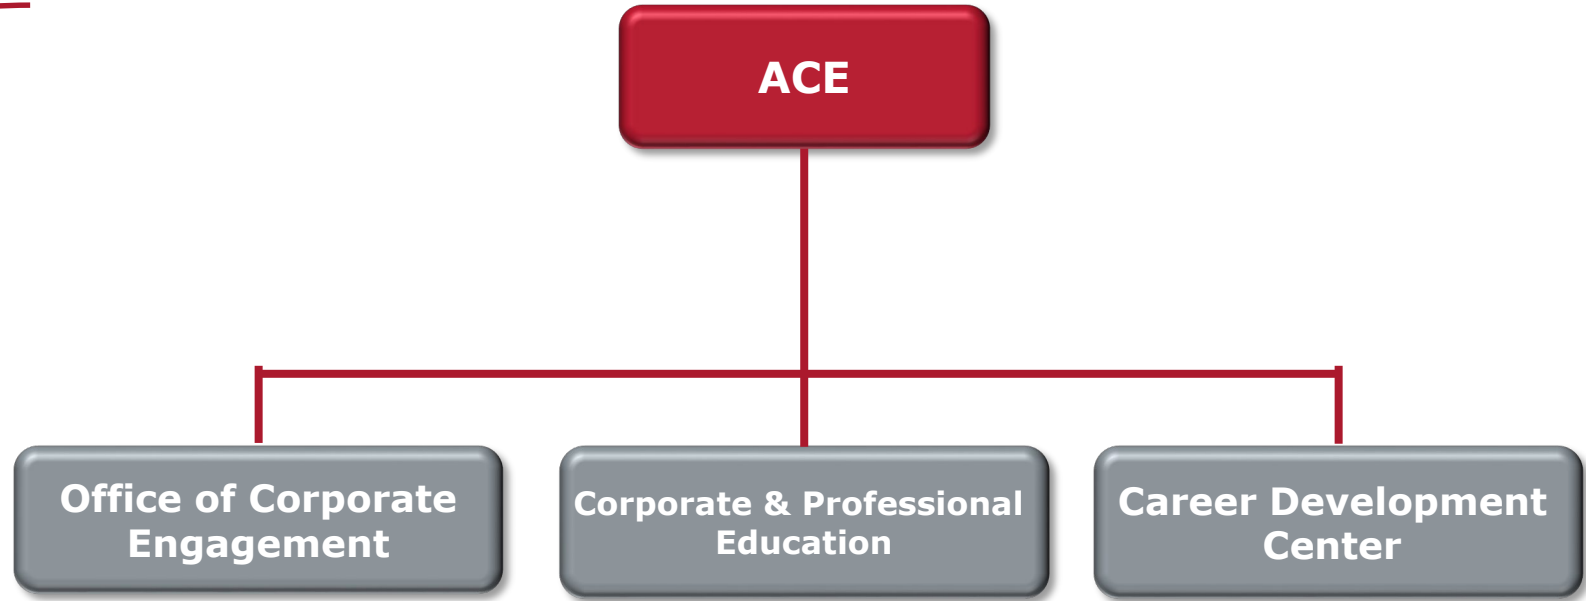 ACE
Office of Corporate
Engagement
Corporate & Professional
Education
Career Development
Center